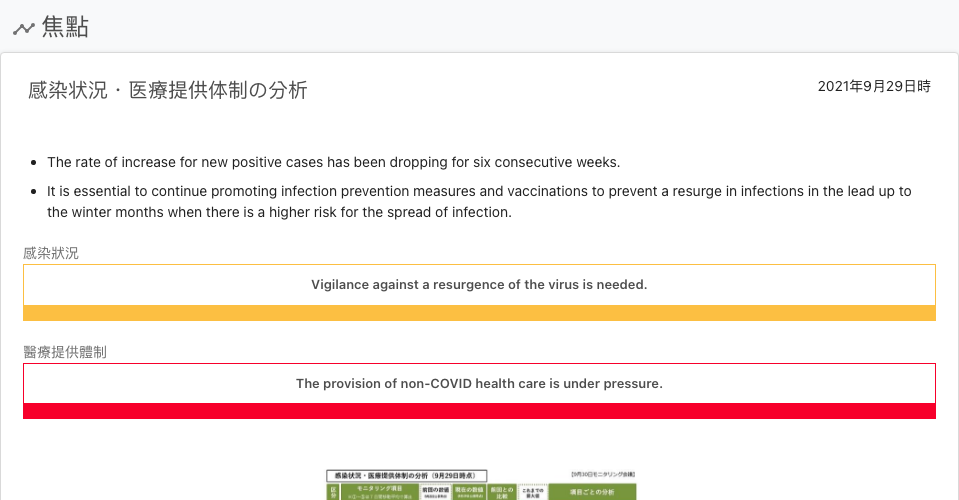 焦點
感染状況・医療提供体制の分析
2021年9月29日時
The rate of increase for new positive cases has been dropping for six consecutive weeks.
It is essential to continue promoting infection prevention measures and vaccinations to prevent a resurge in infections in the lead up to
the winter months when there is a higher risk for the spread of infection.
感染狀況
Vigilance against a resurgence of the virus is needed.
醫療提供體制
The provision of non-COVID health care is under pressure.
感染状況・医療提供体制の分析（9月29日時点）
【9月30日モニタリング会議】
区分 モニタリング項目 前回の数値 現在の数値 前回との比較 これまでの最大値 項目ごとの分析